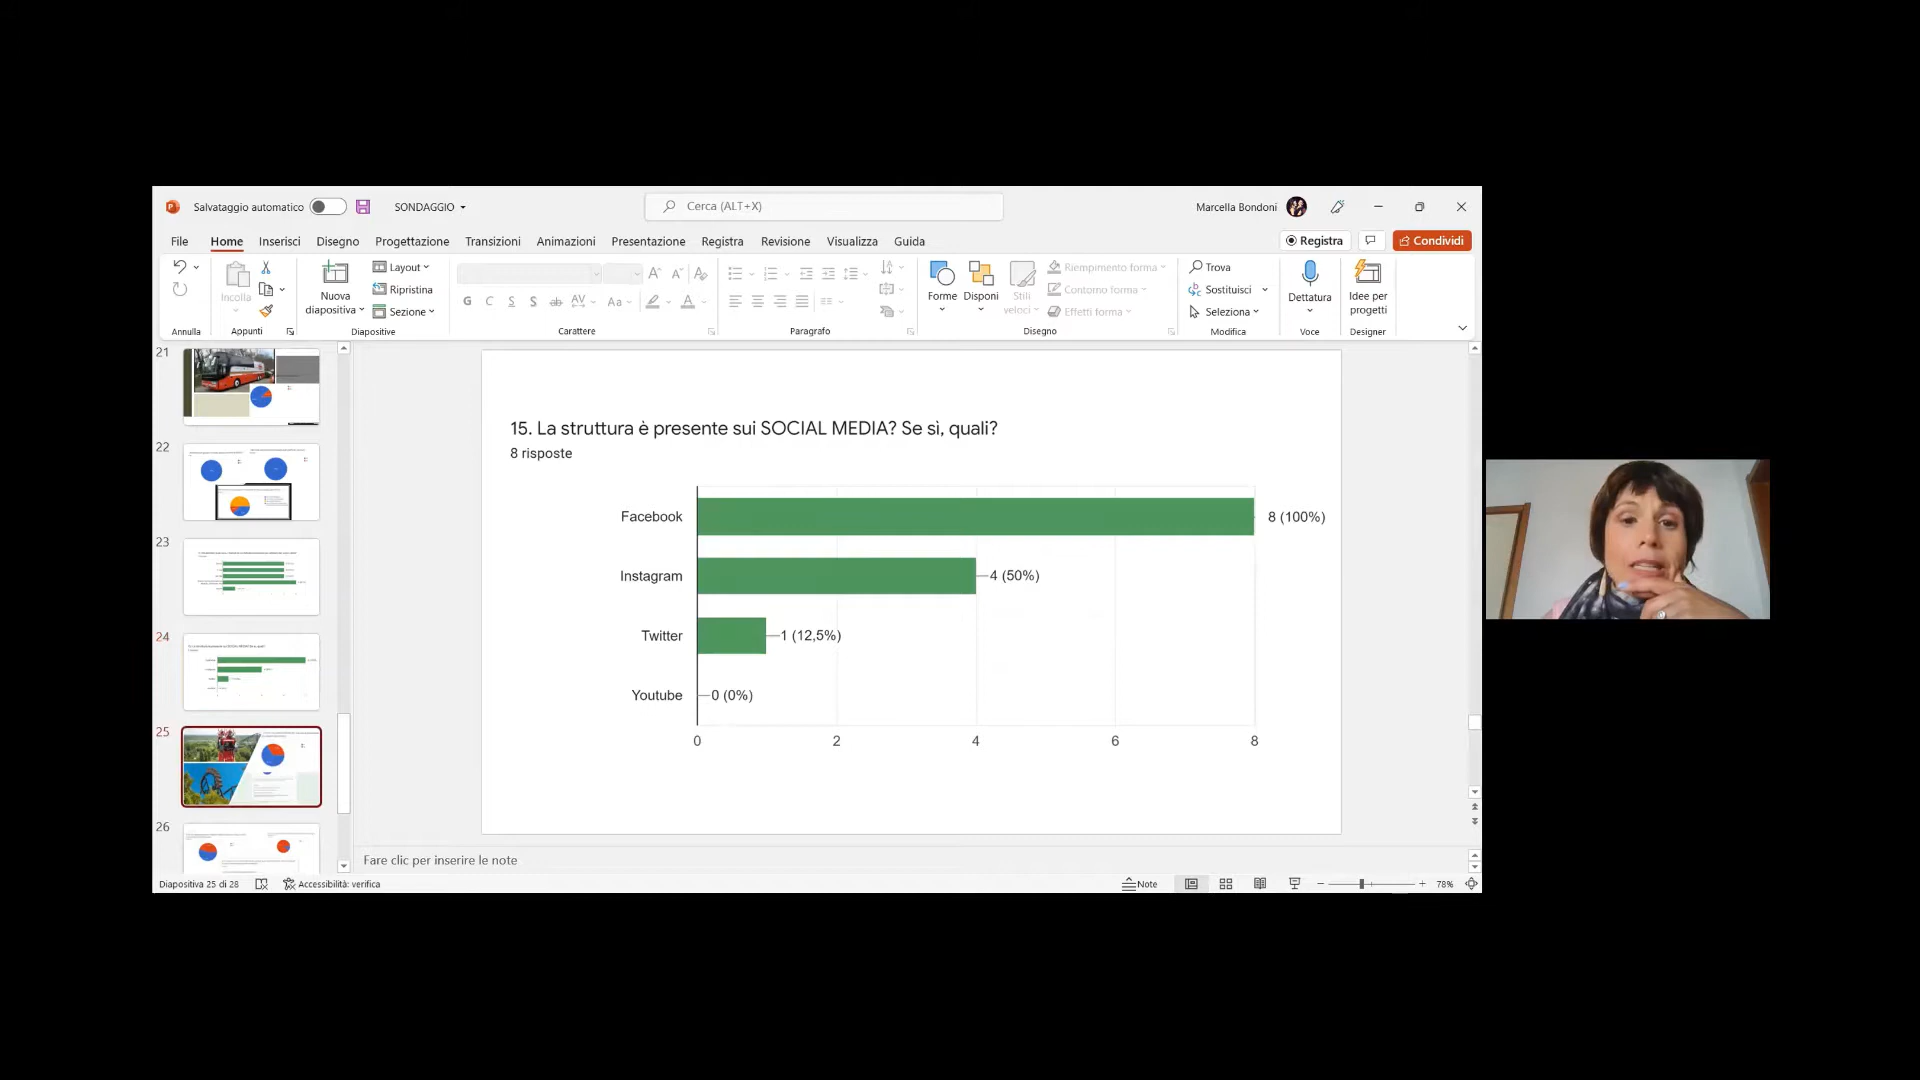 Salvataggio automatico SONDAGGIO Cerca (ALT+X) Marcella Bondoni
File Home Inserisci Disegno Progettazione Transizioni Animazioni Presentazione Registra Revisione Visualizza Guida Registra Condividi
Incolla
Nuova diapositiva
Layout
Ripristina
Sezione
G C S S ab AV Aa A
Forme
Disponi
Stili veloci
Riempimento forma
Contorno forma
Effetti forma
Trova
Sostituisci
Seleziona
Dettatura
Idee per progetti
Annulla Appunti Diapositive Carattere Paragrafo Disegno Modifica Voce Designer
21
22
23
24
25
26
15. La struttura è presente sui SOCIAL MEDIA? Se sì, quali?
8 risposte
Facebook 8 (100%)
Instagram 4 (50%)
Twitter 1 (12,5%)
Youtube 0 (0%)
0 2 4 6 8
Fare clic per inserire le note
Diapositiva 25 di 28 Accessibilità: verifica Note 78%